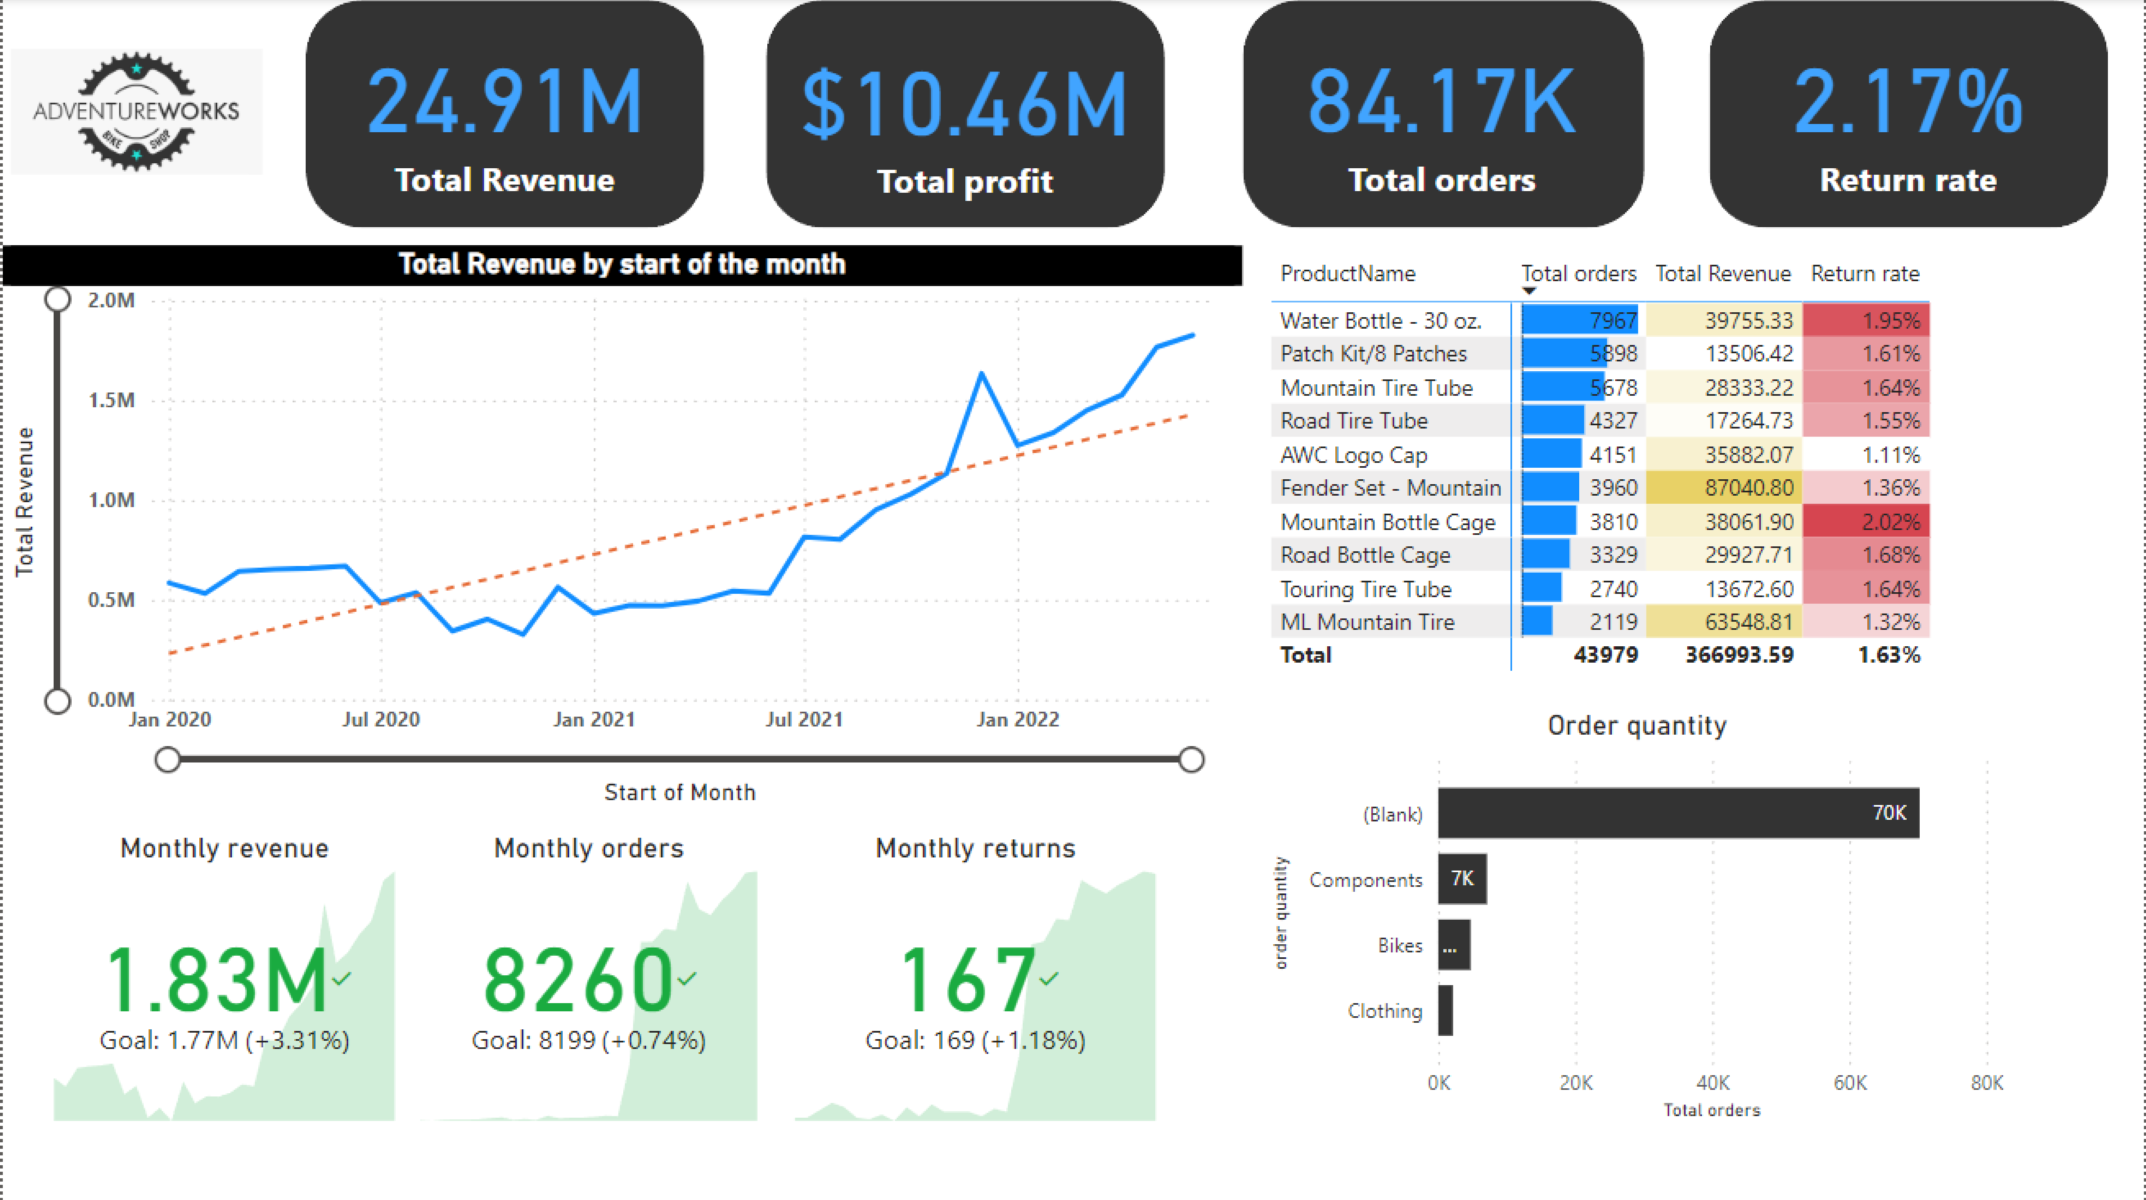 ADVENTUREWORKS
BIKE SHOP
24.91M
Total Revenue
$10.46M
Total profit
84.17K
Total orders
2.17%
Return rate
Total Revenue by start of the month
Total Revenue
2.0M
1.5M
1.0M
0.5M
0.0M
Jan 2020 Jul 2020 Jan 2021 Jul 2021 Jan 2022
Start of Month
ProductName Total orders Total Revenue Return rate
Water Bottle - 30 oz. 7967 39755.33 1.95%
Patch Kit/8 Patches 5898 13506.42 1.61%
Mountain Tire Tube 5678 28333.22 1.64%
Road Tire Tube 4327 17264.73 1.55%
AWC Logo Cap 4151 35882.07 1.11%
Fender Set - Mountain 3960 87040.80 1.36%
Mountain Bottle Cage 3810 38061.90 2.02%
Road Bottle Cage 3329 29927.71 1.68%
Touring Tire Tube 2740 13672.60 1.64%
ML Mountain Tire 2119 63548.81 1.32%
Total 43979 366993.59 1.63%
Monthly revenue
1.83M
Goal: 1.77M (+3.31%)
Monthly orders
8260
Goal: 8199 (+0.74%)
Monthly returns
167
Goal: 169 (+1.18%)
Order quantity
order quantity
(Blank) 70K
Components 7K
Bikes ...
Clothing
0K 20K 40K 60K 80K
Total orders